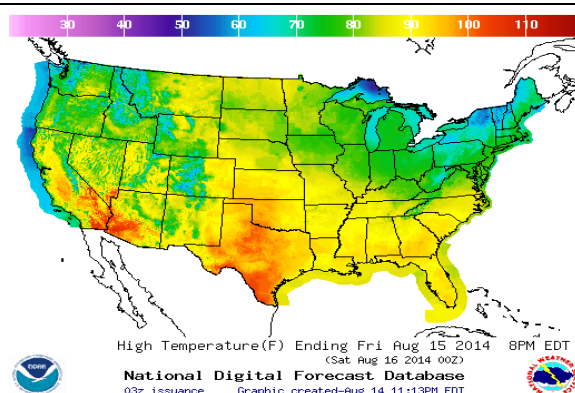 30 40 50 60 70 80 90 100 110
High Temperature(F) Ending Fri Aug 15 2014 8PM EDT
(Sat Aug 16 2014 00Z)
National Digital Forecast Database
03z issuance Graphic created-Aug 14 11:13PM EDT
NOAA